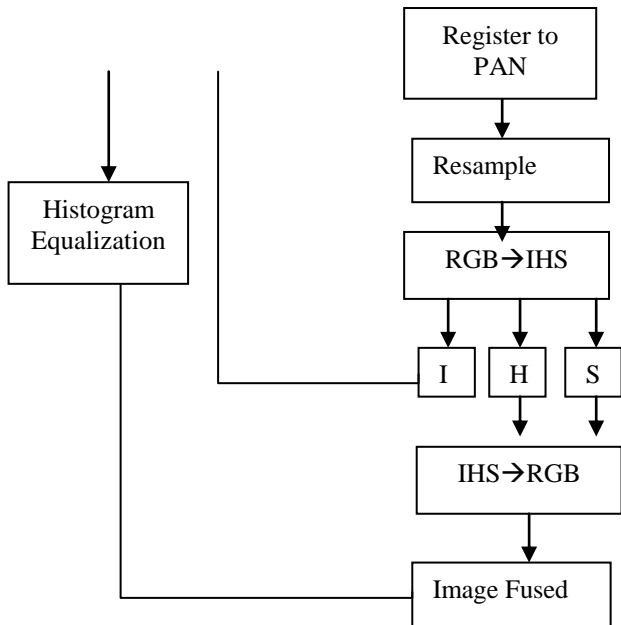 Register to
PAN
Resample
Histogram
Equalization
RGB→IHS
I H S
IHS→RGB
Image Fused